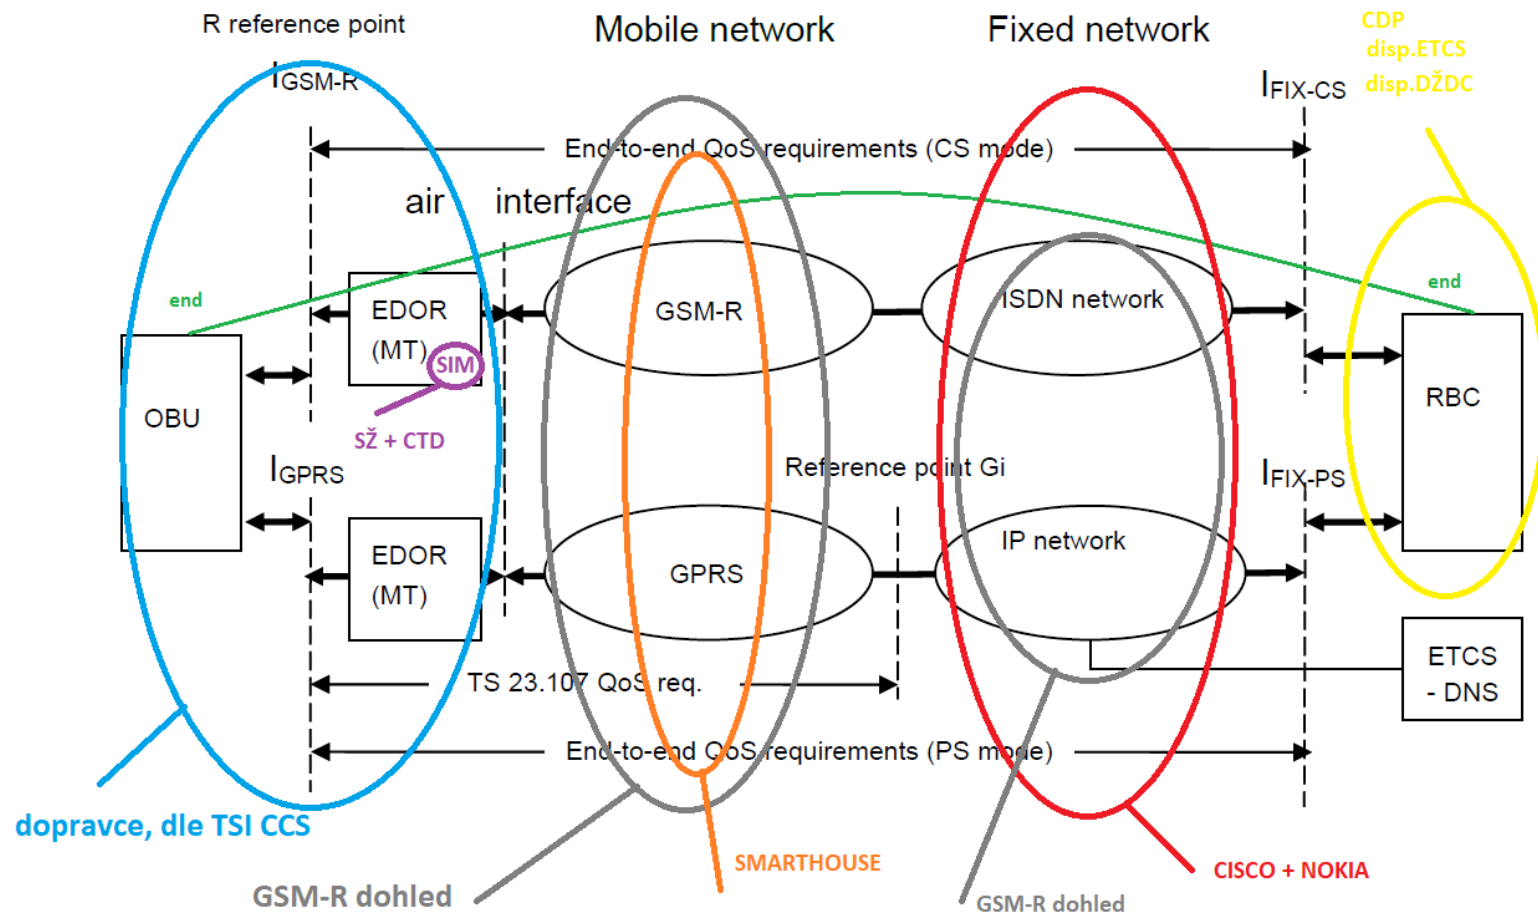 R reference point
Mobile network
Fixed network
CDP
disp.ETCS
disp.DŽDC
IGSM-R
IFIX-CS
End-to-end QoS requirements (CS mode)
air interface
end
end
EDOR
(MT)
SIM
GSM-R
ISDN network
OBU
RBC
SŽ + CTD
IGPRS
Reference point Gi
IFIX-PS
EDOR
(MT)
GPRS
IP network
TS 23.107 QoS req.
ETCS
- DNS
End-to-end QoS requirements (PS mode)
dopravce, dle TSI CCS
GSM-R dohled
SMARTHOUSE
GSM-R dohled
CISCO + NOKIA